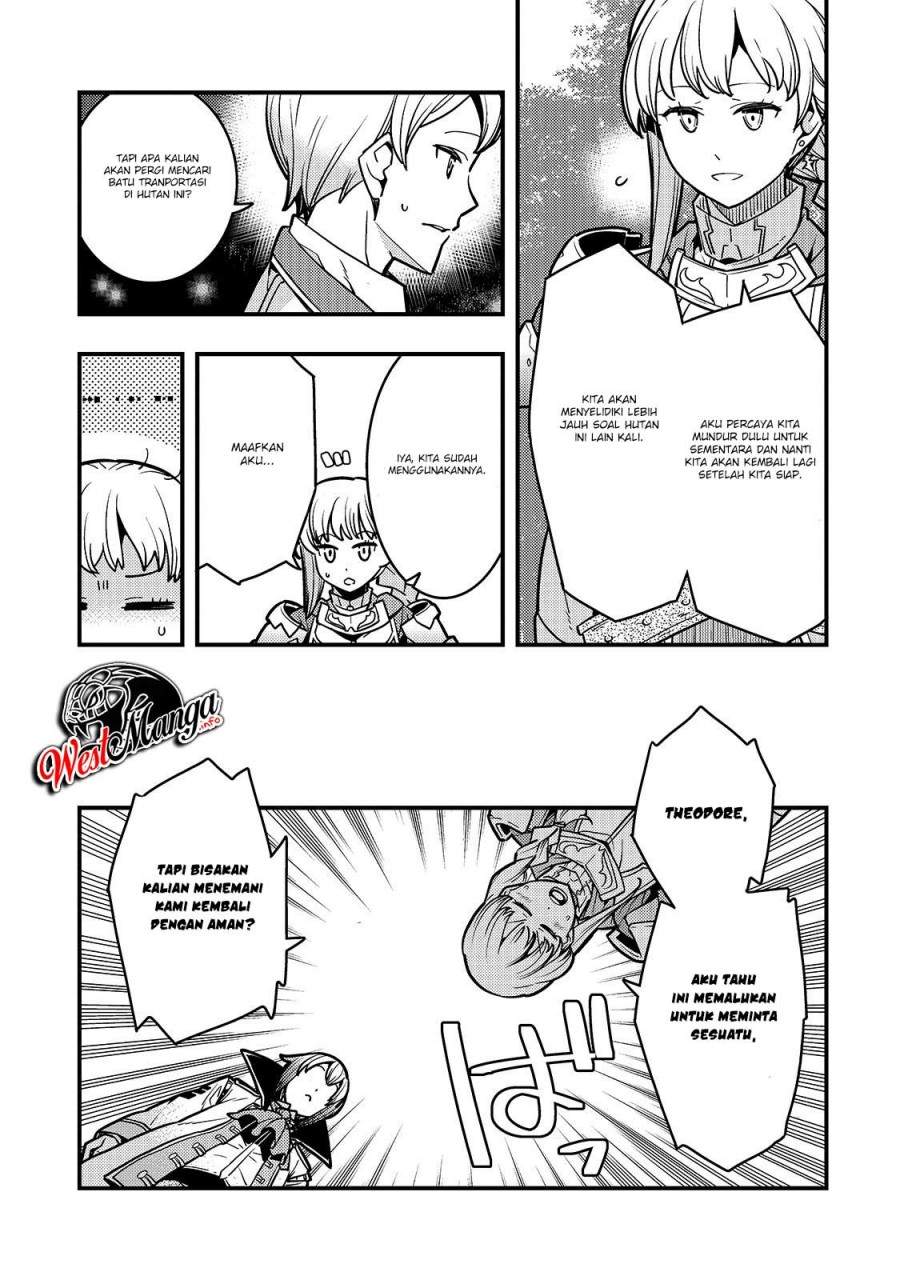 AKU PERCAYA KITA
MUNDUR DULU UNTUK
SEMENTARA DAN NANTI
KITA AKAN KEMBALI LAGI
SETELAH KITA SIAP.
KITA AKAN
MENYELIDIKI LEBIH
JAUH SOAL HUTAN
INI LAIN KALI.
TAPI APA KALIAN
AKAN PERGI MENCARI
BATU TRANPORTASI
DI HUTAN INI?
IYA, KITA SUDAH
MENGGUNAKANNYA.
MAAFKAN
AKU...
WestManga
.info
THEODORE,
AKU TAHU
INI MEMALUKAN
UNTUK MEMINTA
SESUATU,
TAPI BISAKAN
KALIAN MENEMANI
KAMI KEMBALI
DENGAN AMAN?
ばっ